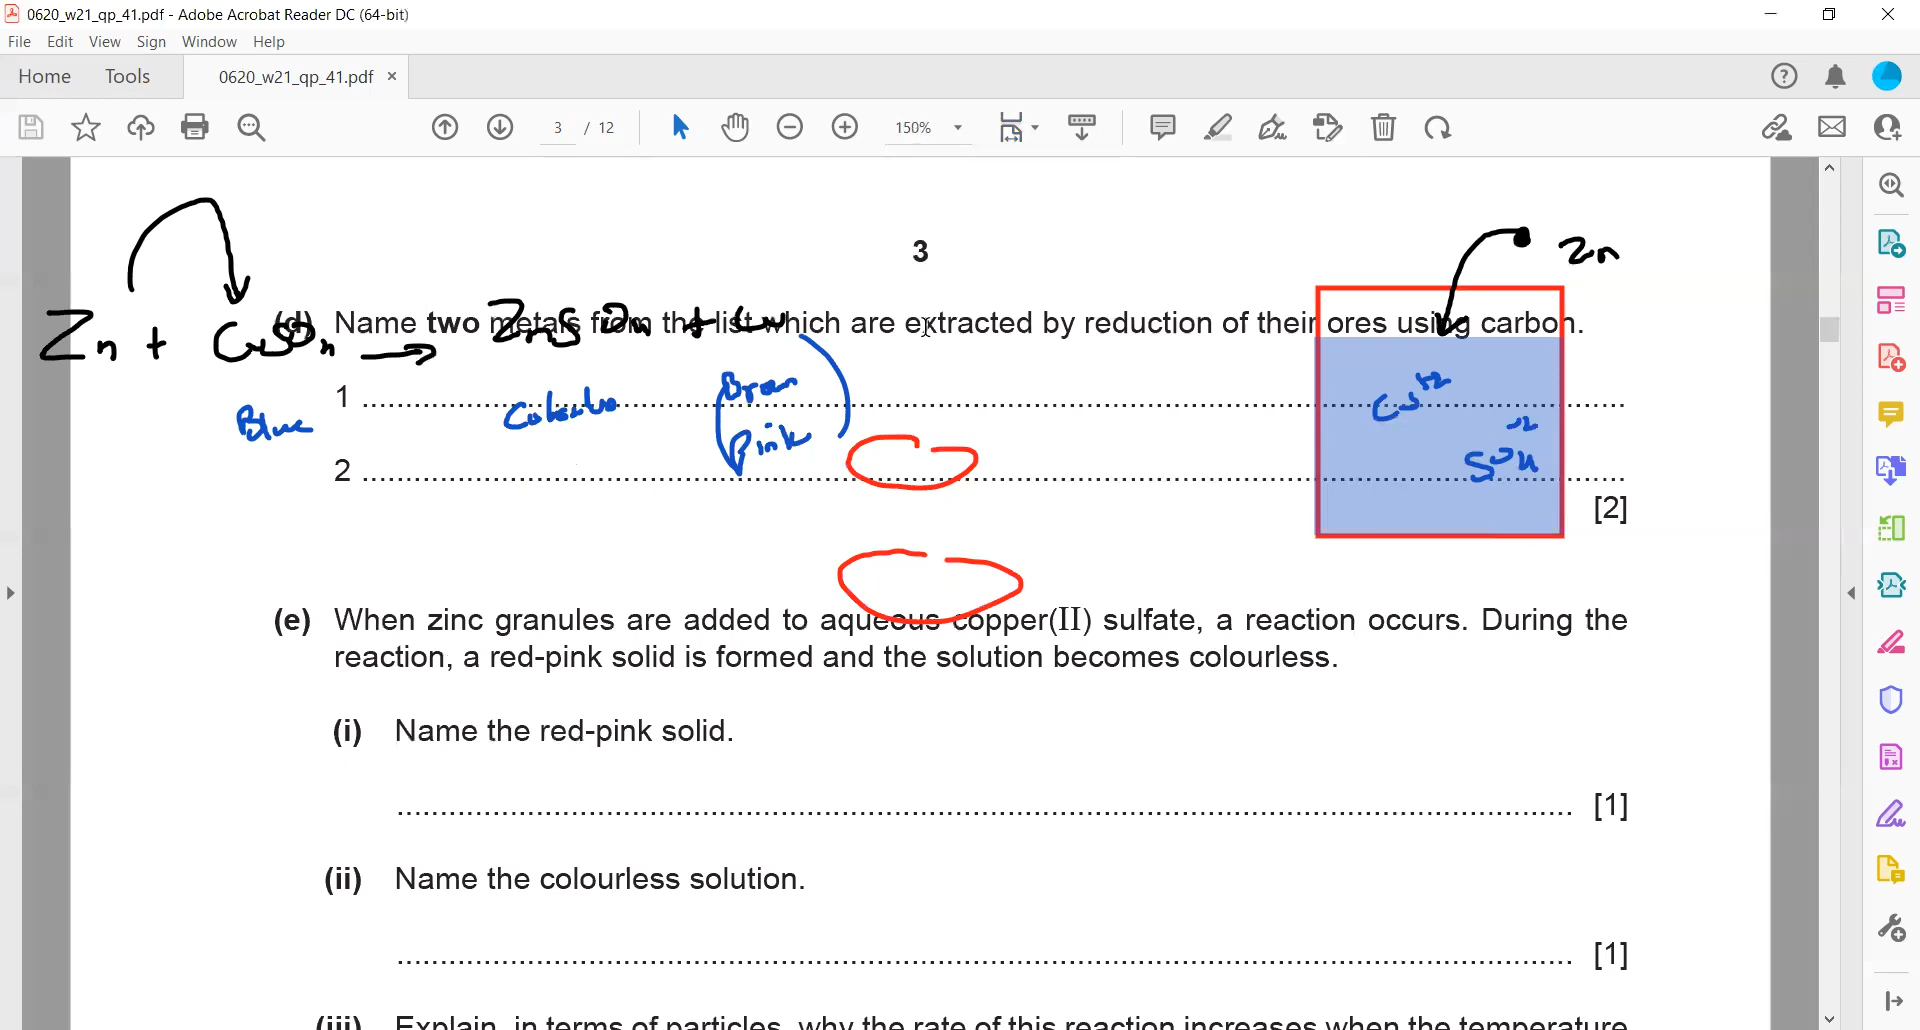 0620_w21_qp_41.pdf - Adobe Acrobat Reader DC (64-bit)
File Edit View Sign Window Help
Home Tools 0620_w21_qp_41.pdf ×
3 / 12 150%
3
Zn
(d) Name two metals from the list which are extracted by reduction of their ores using carbon.
Zn + CuSO4 → ZnSO4 + Cu
1
Blue Brown Cu+2
Pink SO4 -2
2
[2]
(e) When zinc granules are added to aqueous copper(II) sulfate, a reaction occurs. During the
reaction, a red-pink solid is formed and the solution becomes colourless.
(i) Name the red-pink solid.
[1]
(ii) Name the colourless solution.
[1]
(iii) Explain, in terms of particles, why the rate of this reaction increases when the temperature